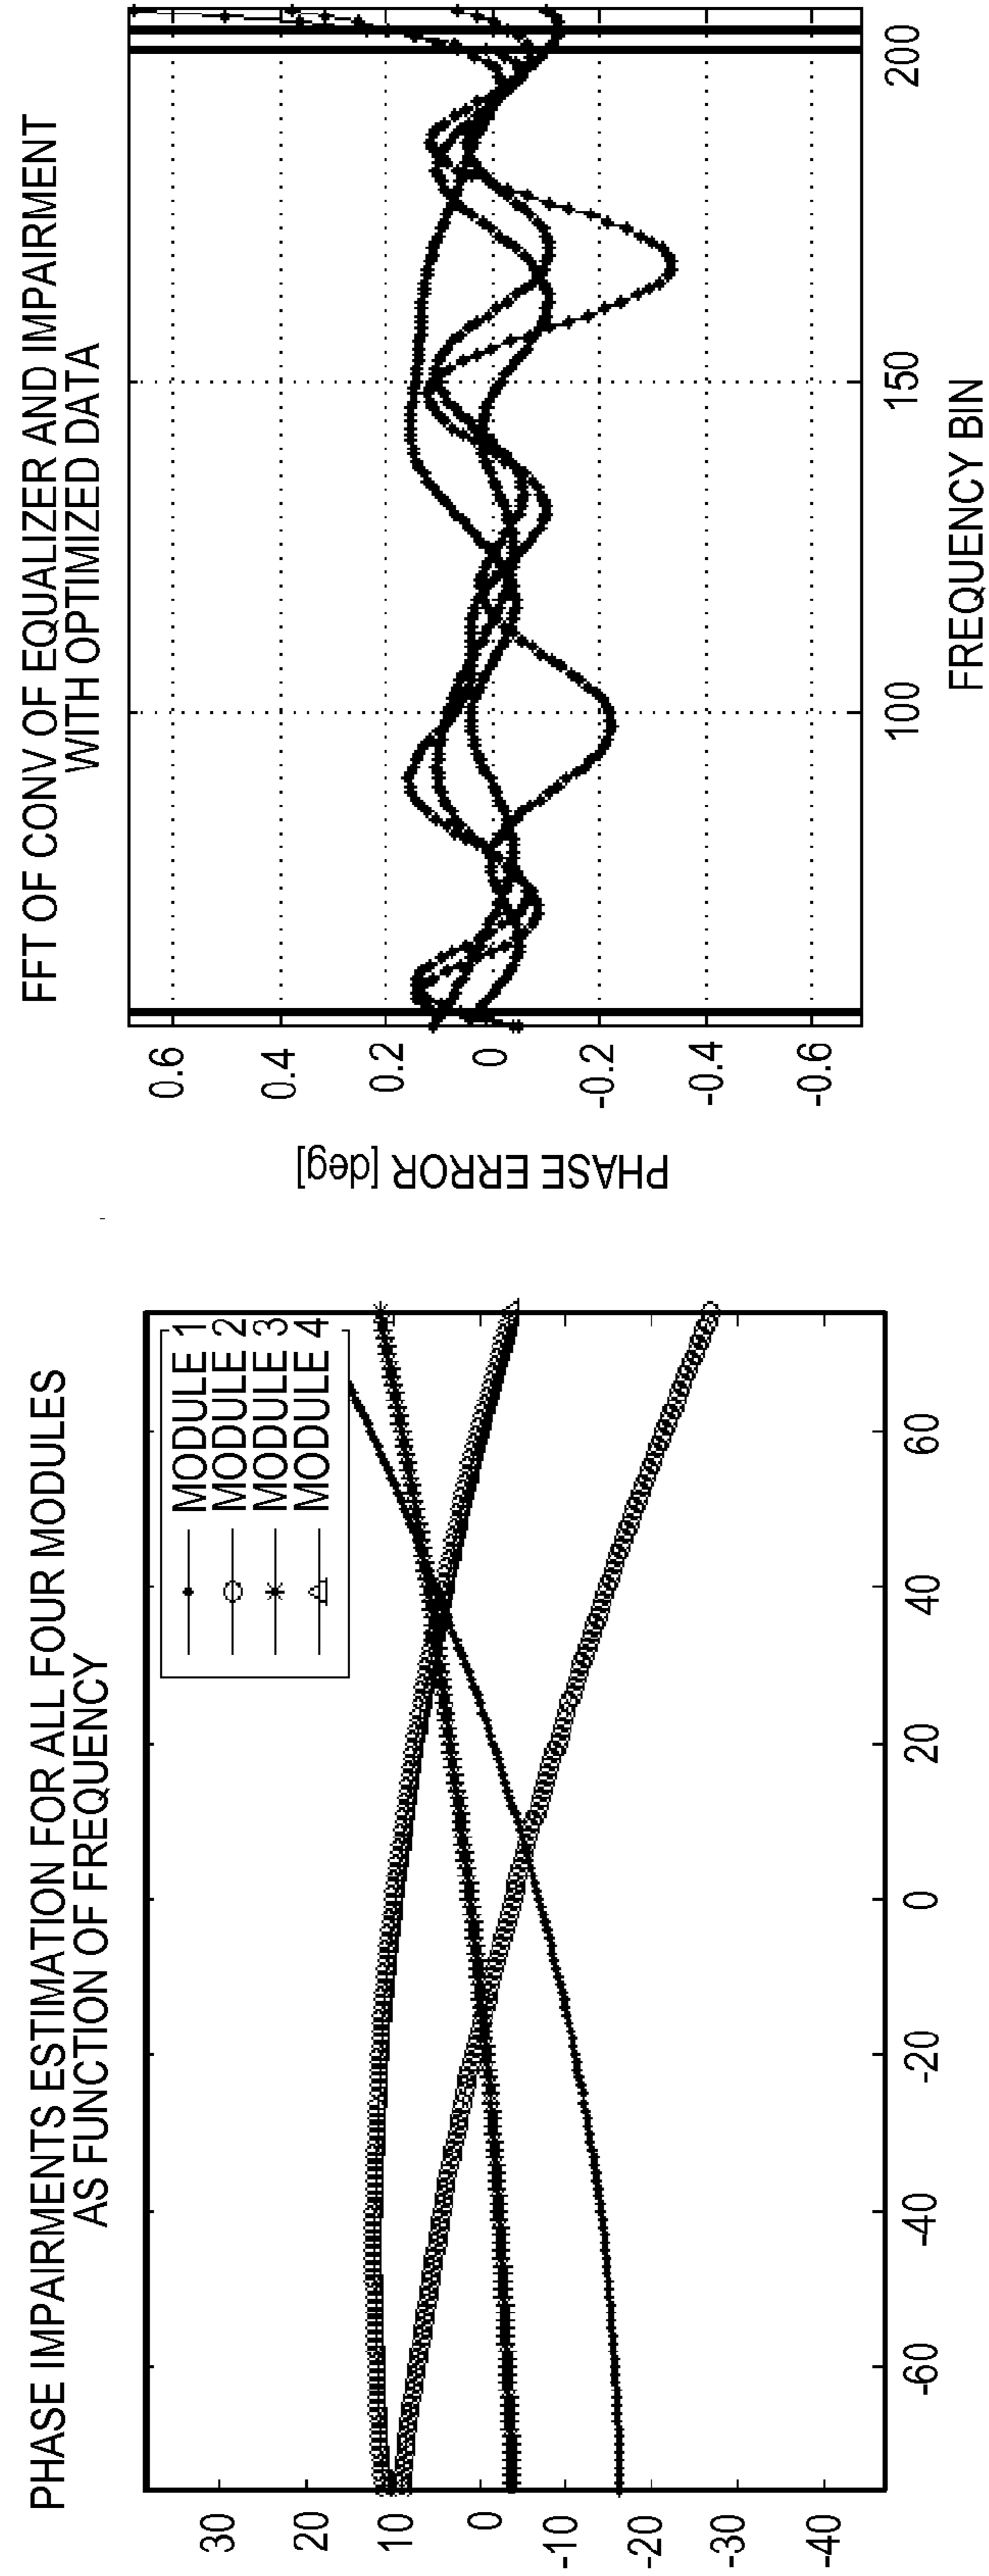 PHASE IMPAIRMENTS ESTIMATION FOR ALL FOUR MODULES
AS FUNCTION OF FREQUENCY
MODULE 1
MODULE 2
MODULE 3
MODULE 4
30
20
10
0
-10
-20
-30
-40
-60
-40
-20
0
20
40
60
FFT OF CONV OF EQUALIZER AND IMPAIRMENT
WITH OPTIMIZED DATA
PHASE ERROR [deg]
0.6
0.4
0.2
0
-0.2
-0.4
-0.6
100
150
200
FREQUENCY BIN